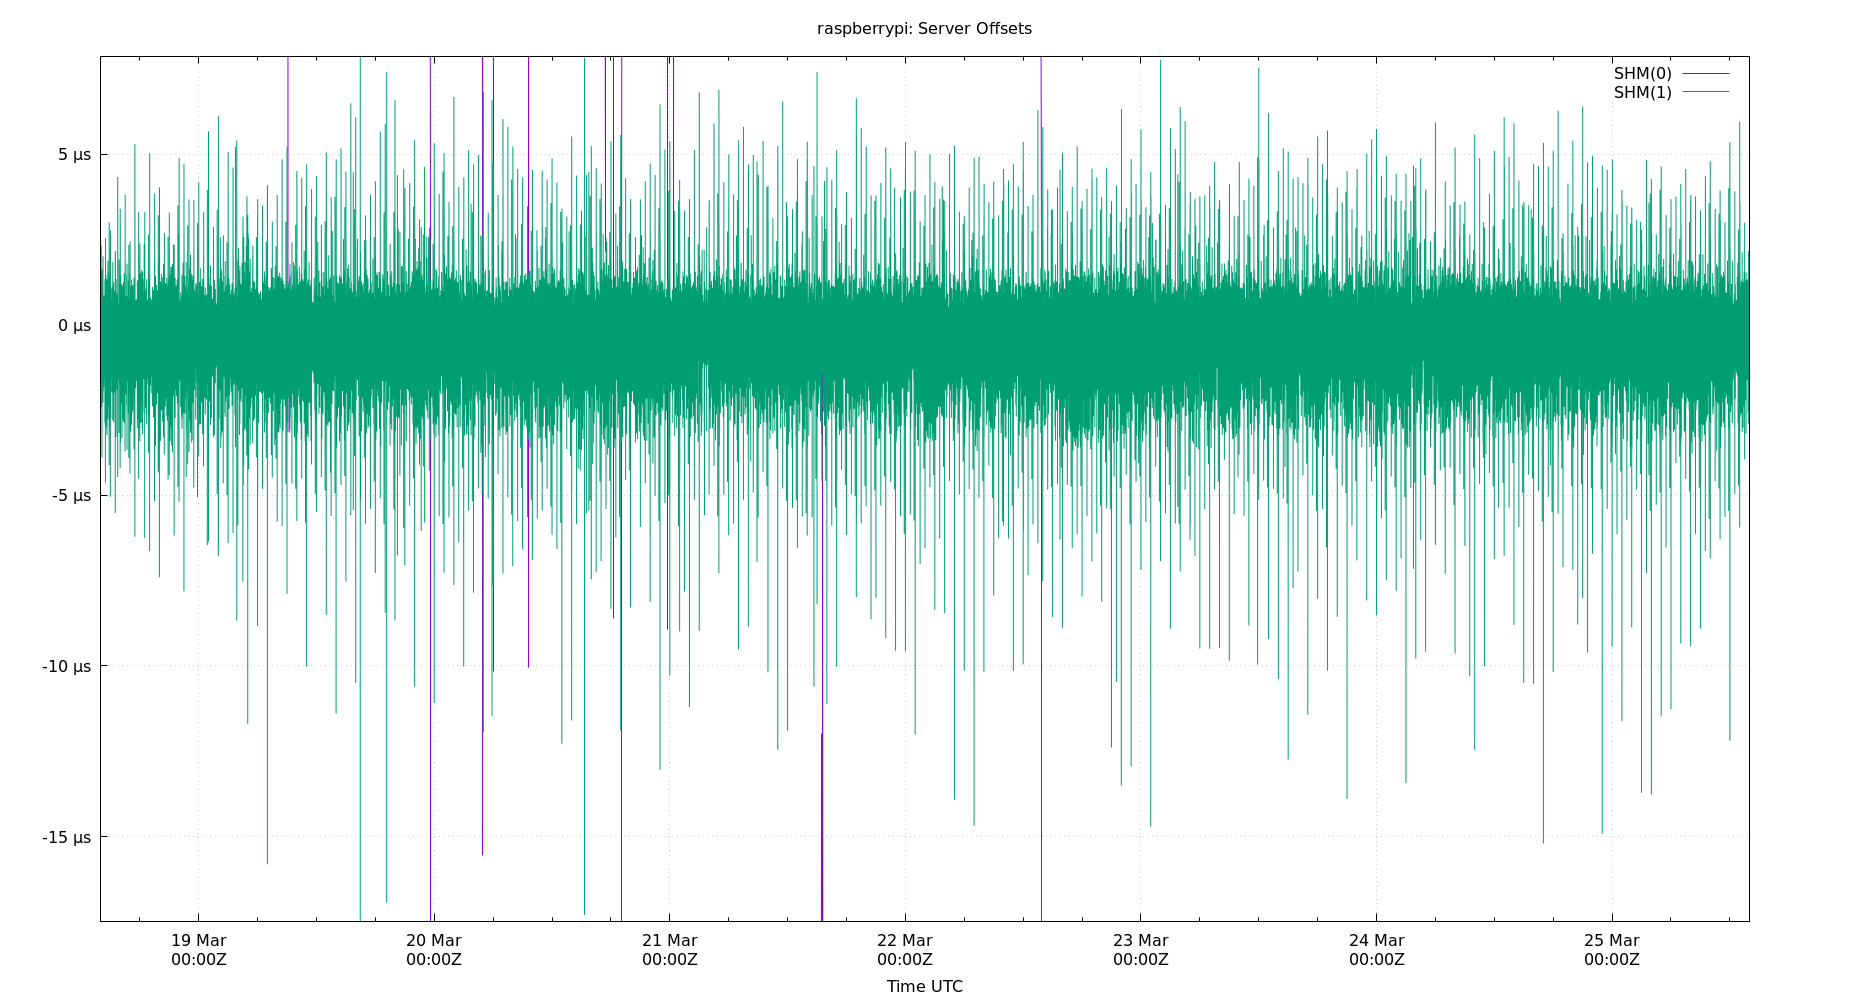 raspberrypi: Server Offsets
SHM(0)
SHM(1)
5 µs
0 µs
-5 µs
-10 µs
-15 µs
19 Mar 20 Mar 21 Mar 22 Mar 23 Mar 24 Mar 25 Mar
00:00Z 00:00Z 00:00Z 00:00Z 00:00Z 00:00Z 00:00Z
Time UTC